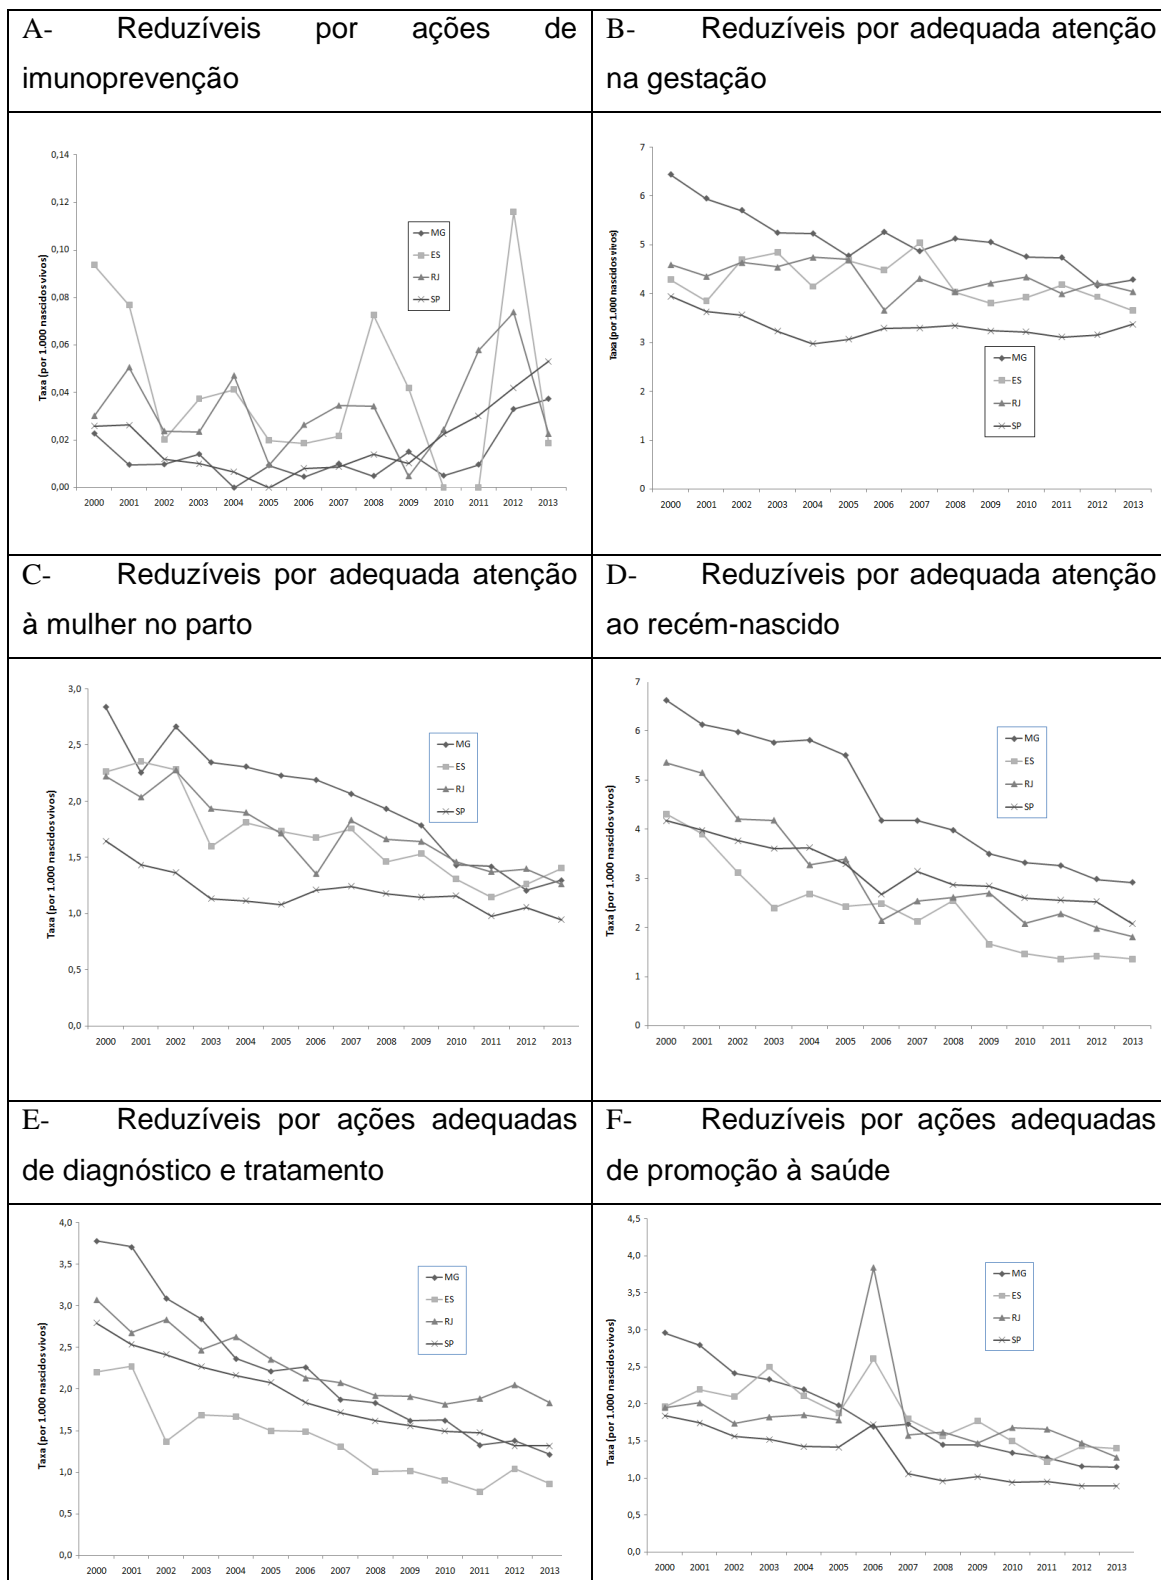 A- Reduzíveis por ações de
imunoprevenção
B- Reduzíveis por adequada atenção
na gestação
Taxa (por 1.000 nascidos vivos)
0,14
0,12
0,10
0,08
0,06
0,04
0,02
0,00
MG
ES
RJ
SP
2000 2001 2002 2003 2004 2005 2006 2007 2008 2009 2010 2011 2012 2013
Taxa (por 1.000 nascidos vivos)
7
6
5
4
3
2
1
0
MG
ES
RJ
SP
2000 2001 2002 2003 2004 2005 2006 2007 2008 2009 2010 2011 2012 2013
C- Reduzíveis por adequada atenção
à mulher no parto
D- Reduzíveis por adequada atenção
ao recém-nascido
Taxa (por 1.000 nascidos vivos)
3,0
2,5
2,0
1,5
1,0
0,5
0,0
MG
ES
RJ
SP
2000 2001 2002 2003 2004 2005 2006 2007 2008 2009 2010 2011 2012 2013
Taxa (por 1.000 nascidos vivos)
7
6
5
4
3
2
1
0
MG
ES
RJ
SP
2000 2001 2002 2003 2004 2005 2006 2007 2008 2009 2010 2011 2012 2013
E- Reduzíveis por ações adequadas
de diagnóstico e tratamento
F- Reduzíveis por ações adequadas
de promoção à saúde
Taxa (por 1.000 nascidos vivos)
4,0
3,5
3,0
2,5
2,0
1,5
1,0
0,5
0,0
MG
ES
RJ
SP
2000 2001 2002 2003 2004 2005 2006 2007 2008 2009 2010 2011 2012 2013
Taxa (por 1.000 nascidos vivos)
4,5
4,0
3,5
3,0
2,5
2,0
1,5
1,0
0,5
0,0
MG
ES
RJ
SP
2000 2001 2002 2003 2004 2005 2006 2007 2008 2009 2010 2011 2012 2013